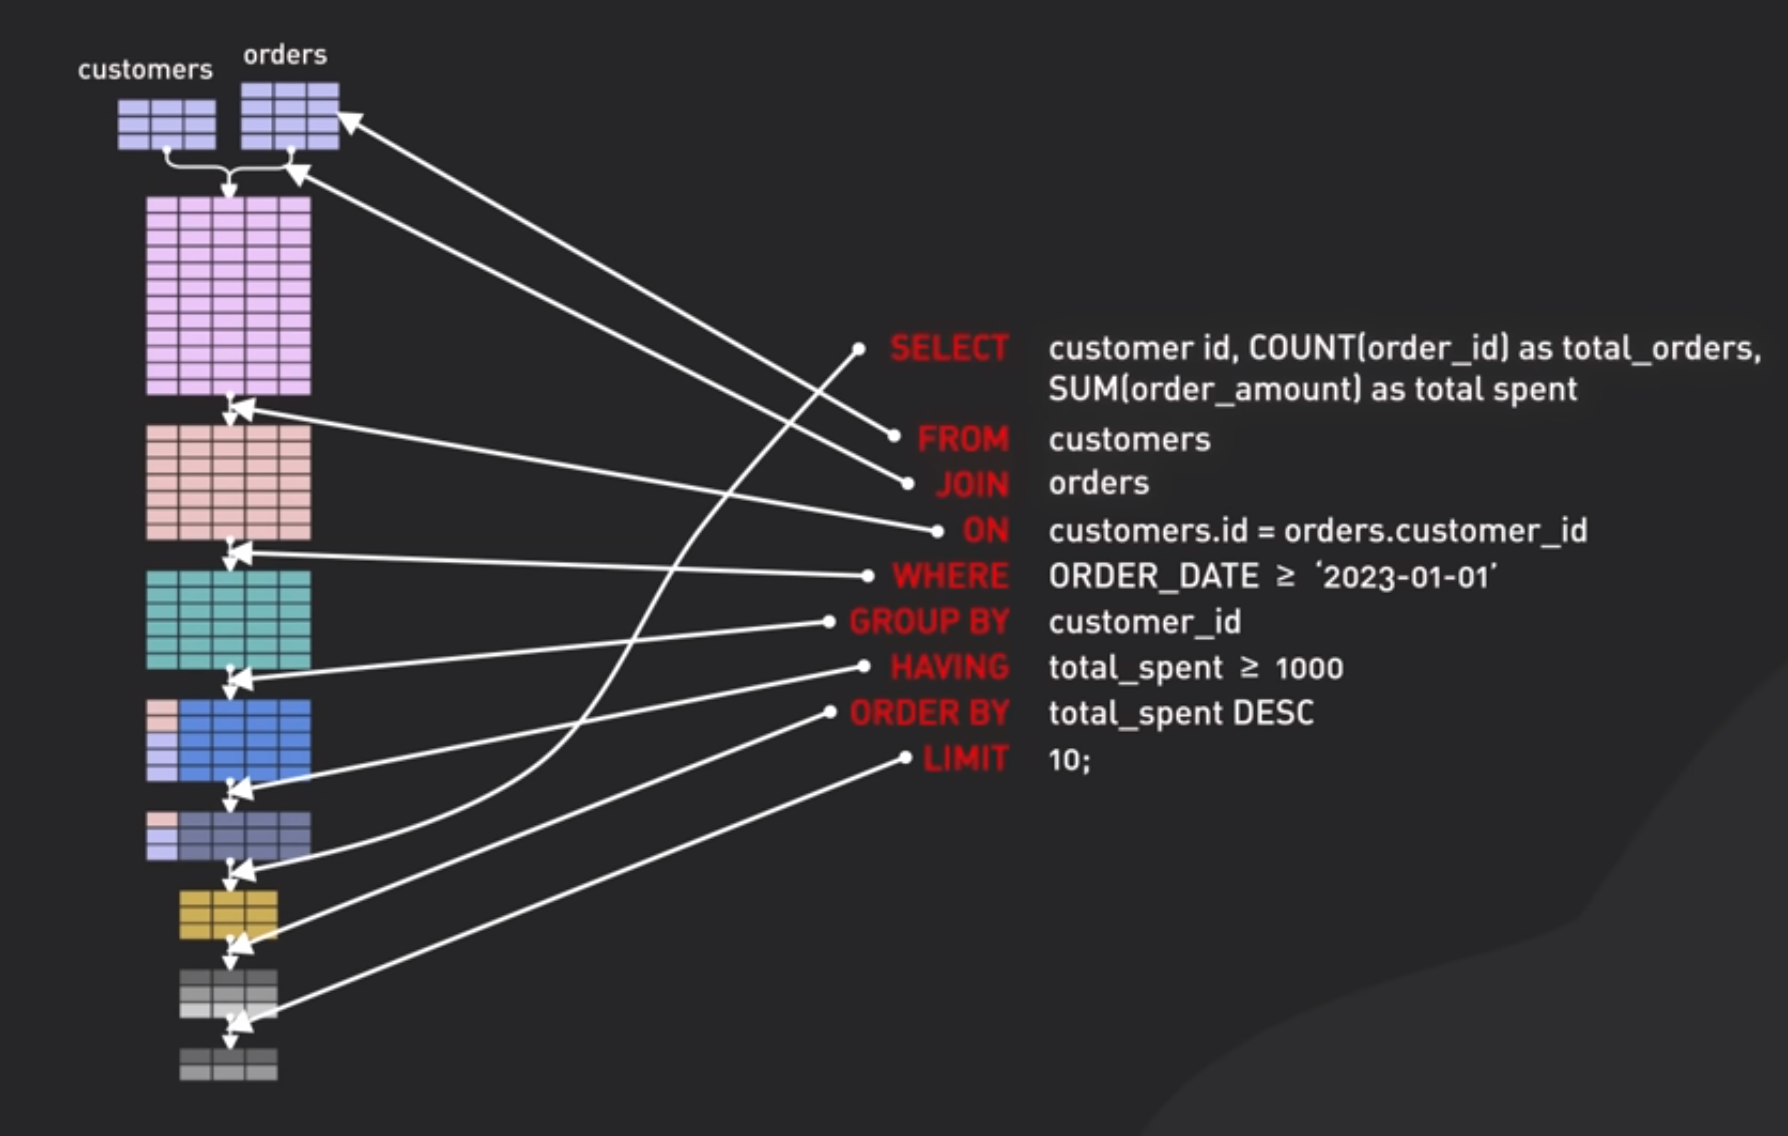 customers
orders
SELECT customer id, COUNT(order_id) as total_orders,
SUM(order_amount) as total spent
FROM customers
JOIN orders
ON customers.id = orders.customer_id
WHERE ORDER_DATE ≥ ‘2023-01-01’
GROUP BY customer_id
HAVING total_spent ≥ 1000
ORDER BY total_spent DESC
LIMIT 10;